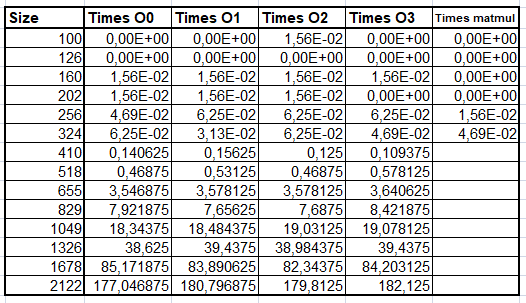 Size Times O0 Times O1 Times O2 Times O3 Times matmul
100 0,00E+00 0,00E+00 1,56E-02 0,00E+00 0,00E+00
126 0,00E+00 0,00E+00 0,00E+00 0,00E+00 0,00E+00
160 1,56E-02 1,56E-02 1,56E-02 1,56E-02 0,00E+00
202 1,56E-02 1,56E-02 1,56E-02 0,00E+00 0,00E+00
256 4,69E-02 6,25E-02 6,25E-02 6,25E-02 1,56E-02
324 6,25E-02 3,13E-02 6,25E-02 4,69E-02 4,69E-02
410 0,140625 0,15625 0,125 0,109375
518 0,46875 0,53125 0,46875 0,578125
655 3,546875 3,578125 3,578125 3,640625
829 7,921875 7,65625 7,6875 8,421875
1049 18,34375 18,484375 19,03125 19,078125
1326 38,625 39,4375 38,984375 39,4375
1678 85,171875 83,890625 82,34375 84,203125
2122 177,046875 180,796875 179,8125 182,125